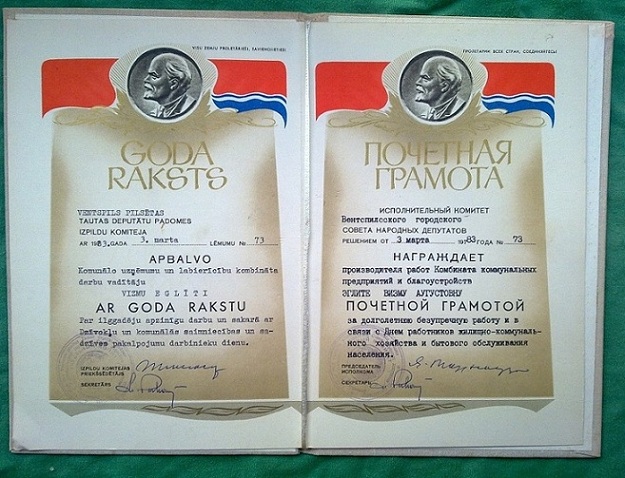 VISU ZEMJU PROLETĀRIEŠI, SAVIENOJIETIES!
GODA
RAKSTS
VENTSPILS PILSĒTAS
TAUTAS DEPUTĀTU PADOMES
IZPILDU KOMITEJA
AR 1983.GADA 3. marta LĒMUMU № 73
APBALVO
Komunālo uzņēmumu un labierīcību kombināta
darbu vadītāju
VIZMU EGLĪTI
AR GODA RAKSTU
Par ilggadēju apzinīgu darbu un sakarā ar
Dzīvokļu un komunālās saimniecības un sa-
dzīves pakalpojumu darbinieku dienu.
IZPILDU KOMITEJAS
PRIEKŠSĒDĒTĀJS
SEKRETĀRS
ПРОЛЕТАРИИ ВСЕХ СТРАН, СОЕДИНЯЙТЕСЬ!
ПОЧЕТНАЯ
ГРАМОТА
ИСПОЛНИТЕЛЬНЫЙ КОМИТЕТ
Вентспилсского городского
СОВЕТА НАРОДНЫХ ДЕПУТАТОВ
РЕШЕНИЕМ ОТ 3 марта 1983 ГОДА № 73
НАГРАЖДАЕТ
производителя работ Комбината коммунальных
предприятий и благоустройств
ЭГЛИТЕ ВИЗМУ АУГУСТОВНУ
ПОЧЕТНОЙ ГРАМОТОЙ
за долголетнюю безупречную работу и в
связи с Днем работников жилищно-коммуналь-
ного хозяйства и бытового обслуживания
населения.
ПРЕДСЕДАТЕЛЬ
ИСПОЛКОМА
СЕКРЕТАРЬ